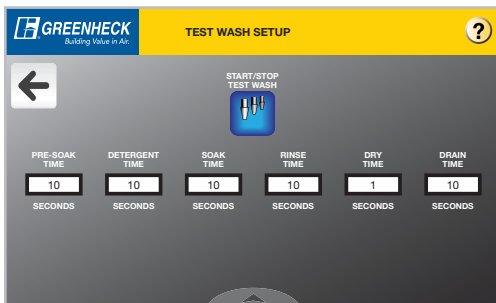 GREENHECK
Building Value in Air.
TEST WASH SETUP
?
START/STOP
TEST WASH
PRE-SOAK
TIME
10
SECONDS
DETERGENT
TIME
10
SECONDS
SOAK
TIME
10
SECONDS
RINSE
TIME
10
SECONDS
DRY
TIME
1
SECONDS
DRAIN
TIME
10
SECONDS